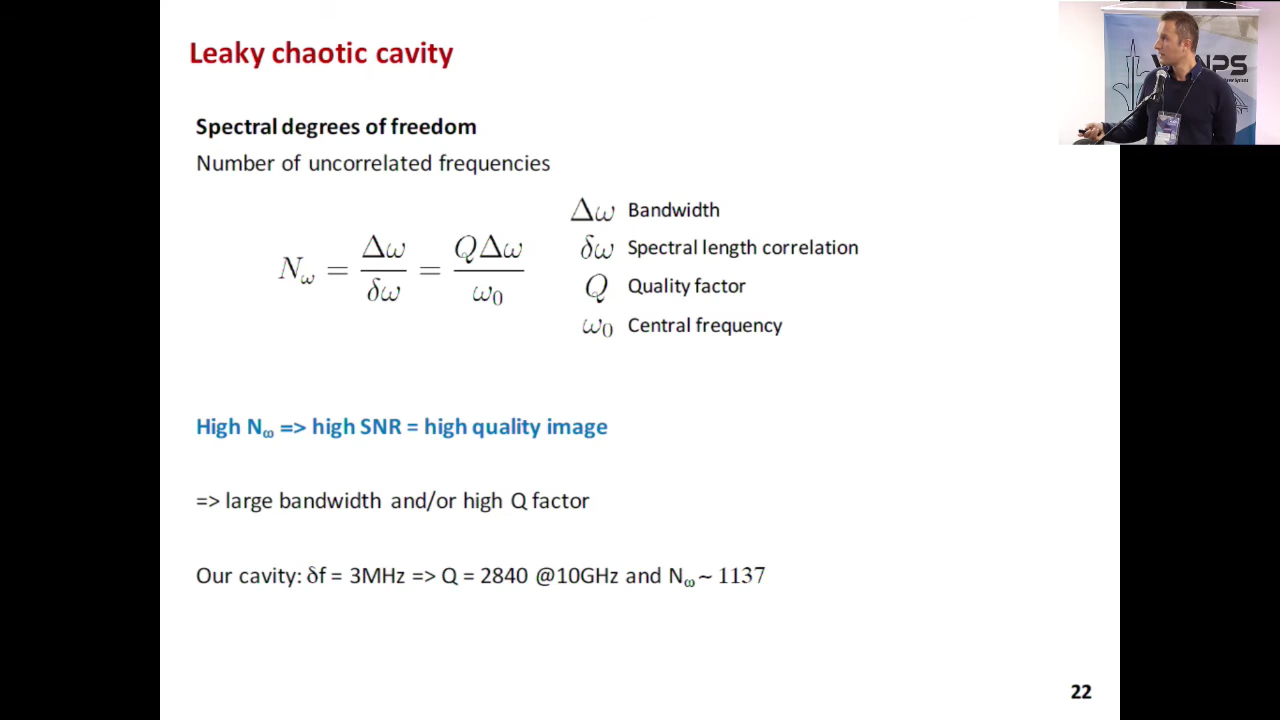 Leaky chaotic cavity
Spectral degrees of freedom
Number of uncorrelated frequencies
N_ω = Δω/δω = QΔω/ω₀
Δω Bandwidth
δω Spectral length correlation
Q Quality factor
ω₀ Central frequency
High N_ω => high SNR = high quality image
=> large bandwidth and/or high Q factor
Our cavity: δf = 3MHz => Q = 2840 @10GHz and N_ω ~ 1137
22
NPS